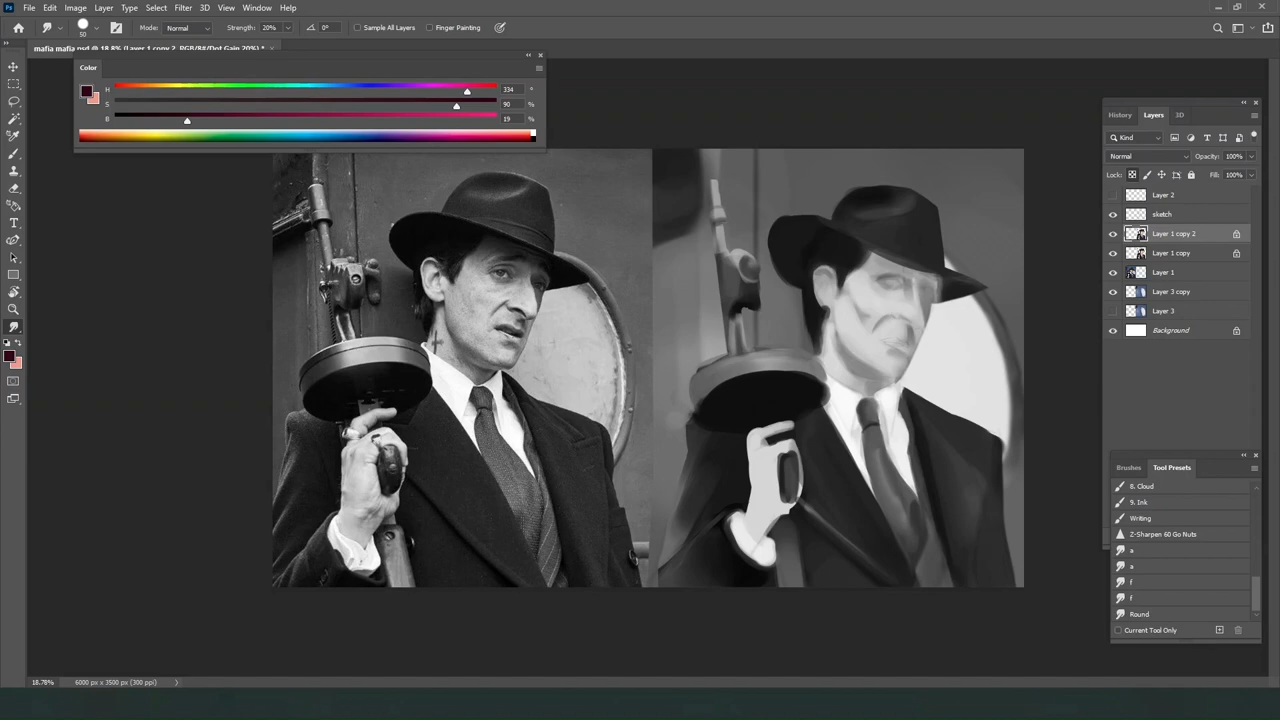 Ps File Edit Image Layer Type Select Filter 3D View Window Help
50 Mode: Normal Strength: 20% 0° Sample All Layers Finger Painting
mafia mafia.psd @ 18.8% (Layer 1 copy 2, RGB/8#/Dot Gain 20%) *
Color
H 334 °
S 90 %
B 19 %
History Layers 3D
Kind
Normal Opacity: 100%
Lock: Fill: 100%
Layer 2
sketch
Layer 1 copy 2
Layer 1 copy
Layer 1
Layer 3 copy
Layer 3
Background
Brushes Tool Presets
8. Cloud
9. Ink
Writing
Z-Sharpen 60 Go Nuts
a
a
f
f
Round
Current Tool Only
18.78% 6000 px x 3500 px (300 ppi)